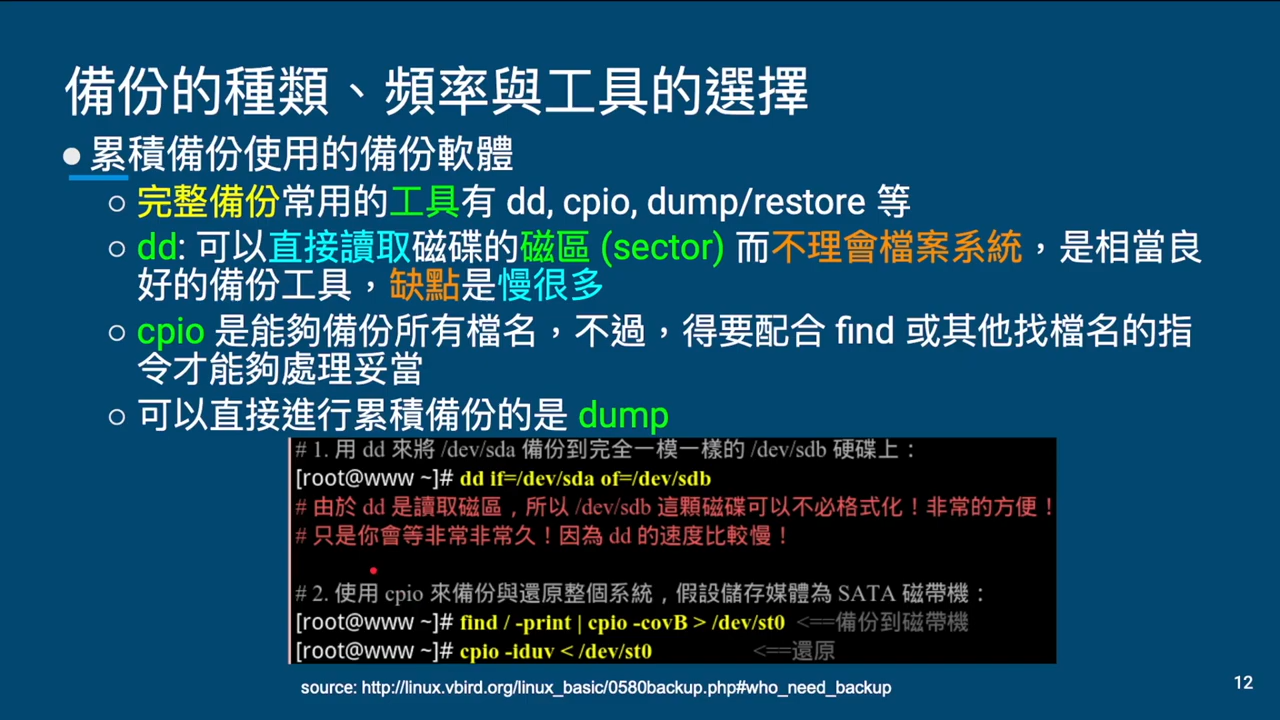 備份的種類、頻率與工具的選擇
●累積備份使用的備份軟體
○ 完整備份常用的工具有 dd, cpio, dump/restore 等
○ dd: 可以直接讀取磁碟的磁區 (sector) 而不理會檔案系統，是相當良
好的備份工具，缺點是慢很多
○ cpio 是能夠備份所有檔名，不過，得要配合 find 或其他找檔名的指
令才能夠處理妥當
○ 可以直接進行累積備份的是 dump
# 1. 用 dd 來將 /dev/sda 備份到完全一模一樣的 /dev/sdb 硬碟上：
[root@www ~]# dd if=/dev/sda of=/dev/sdb
# 由於 dd 是讀取磁區，所以 /dev/sdb 這顆磁碟可以不必格式化！非常的方便！
# 只是你會等非常非常久！因為 dd 的速度比較慢！
# 2. 使用 cpio 來備份與還原整個系統，假設儲存媒體為 SATA 磁帶機：
[root@www ~]# find / -print | cpio -covB > /dev/st0 <==備份到磁帶機
[root@www ~]# cpio -iduv < /dev/st0 <==還原
source: http://linux.vbird.org/linux_basic/0580backup.php#who_need_backup
12